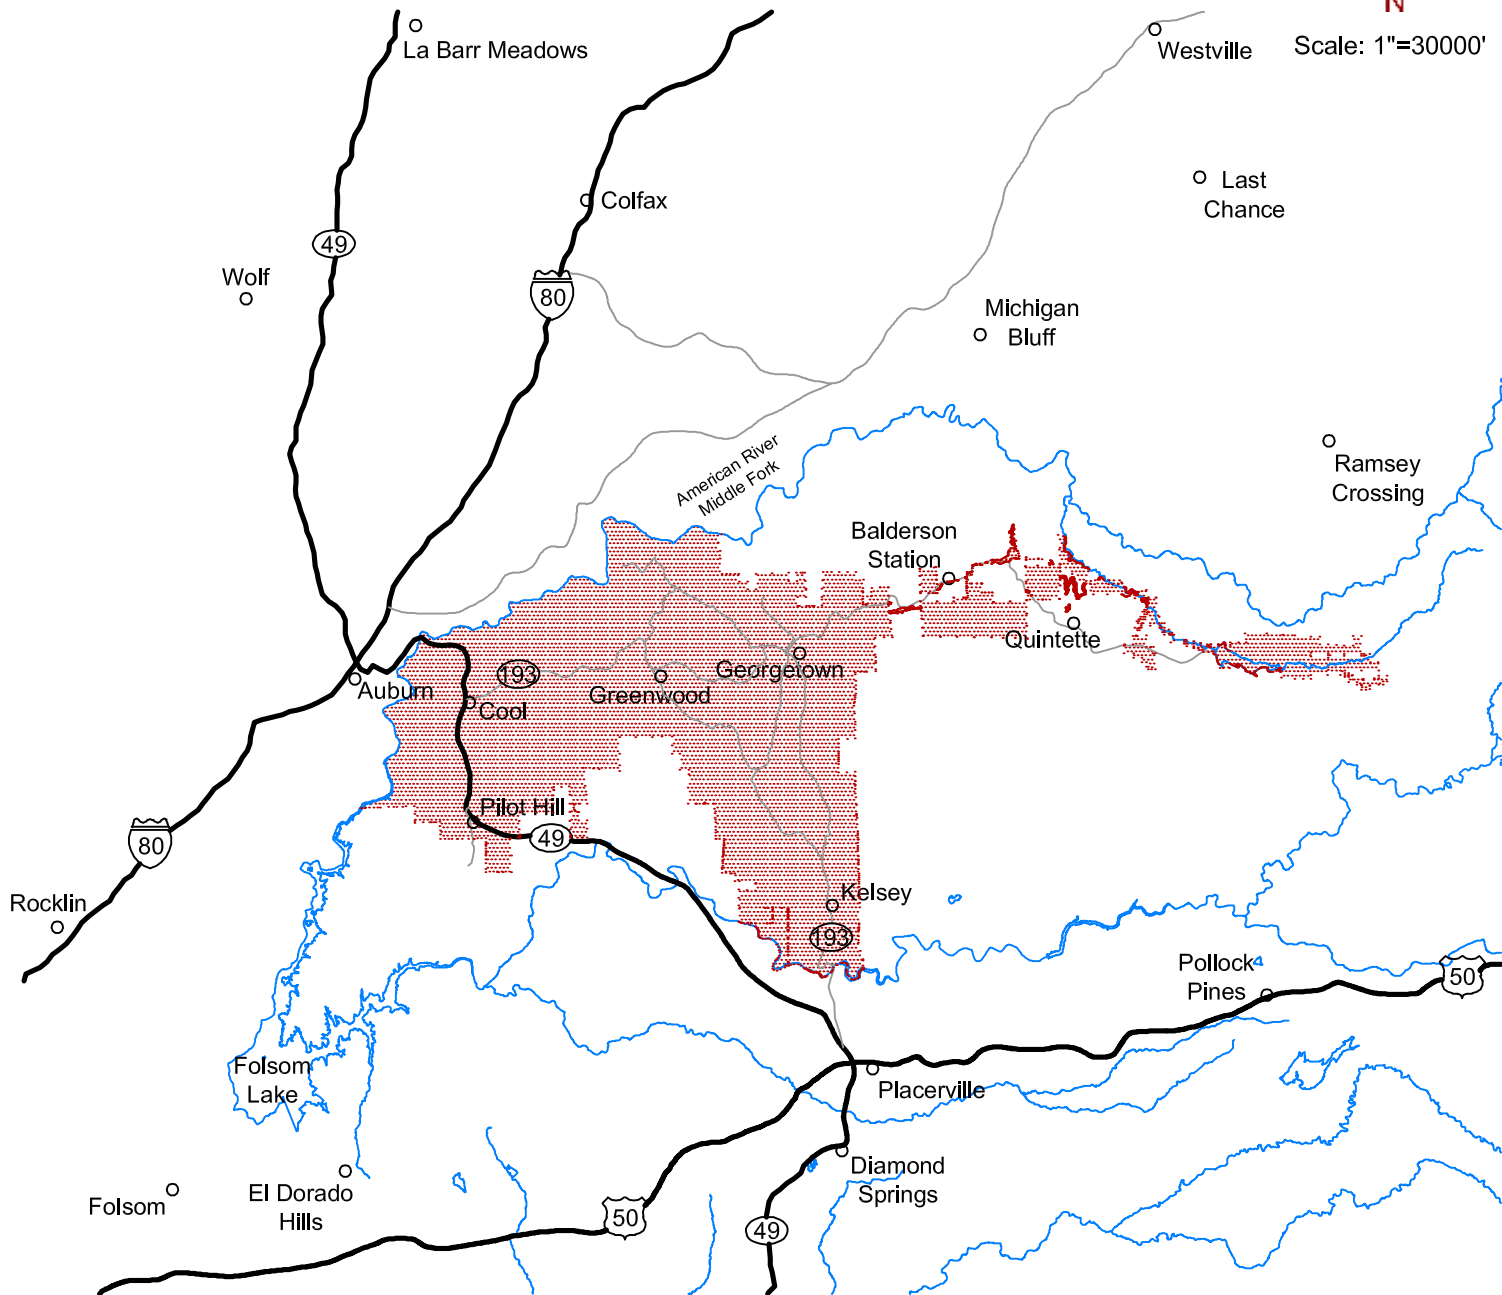 N
Scale: 1"=30000'
La Barr Meadows
Westville
Last
Chance
Colfax
49
Wolf
80
Michigan
Bluff
American River
Middle Fork
Ramsey
Crossing
Balderson
Station
Quintette
Georgetown
193
Greenwood
Auburn
Cool
Pilot Hill
49
80
Kelsey
Rocklin
193
Pollock
Pines
50
Folsom
Lake
Placerville
Diamond
Springs
El Dorado
Hills
Folsom
50
49